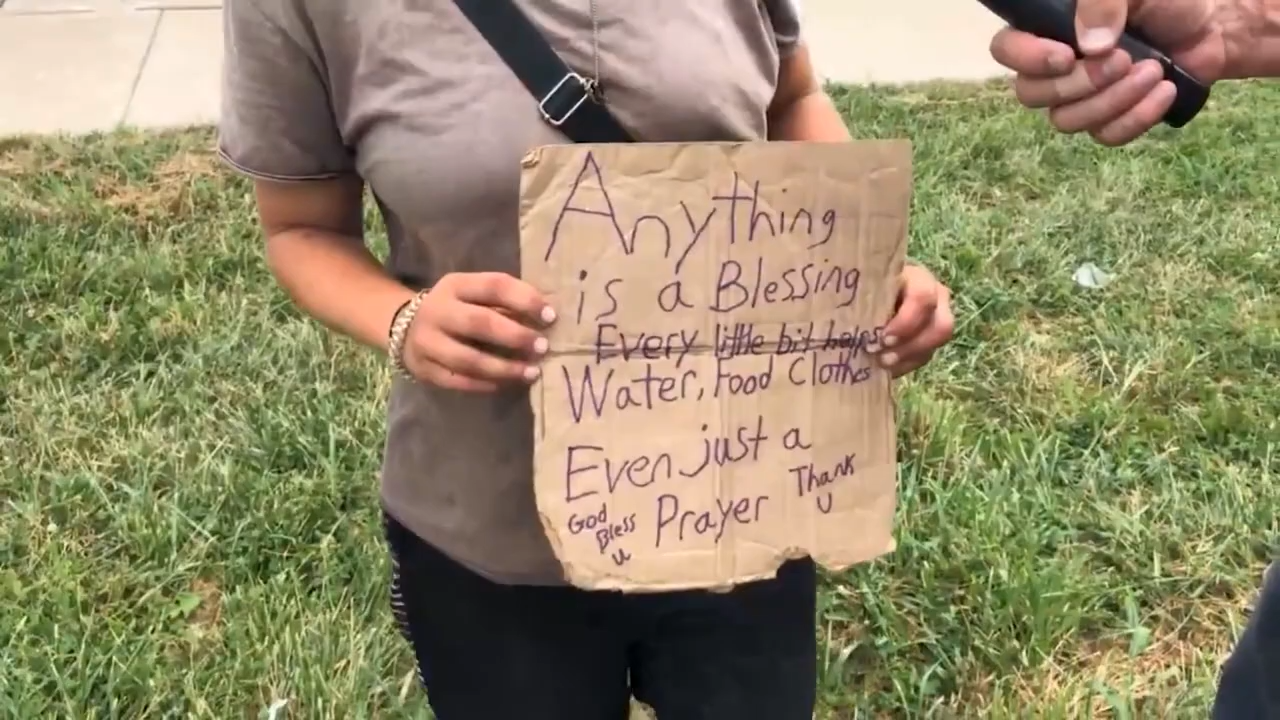 Anything
is a Blessing
Every little bit helps
Water, Food Clothes
Even just a
Prayer
Thank
U
God
Bless
u